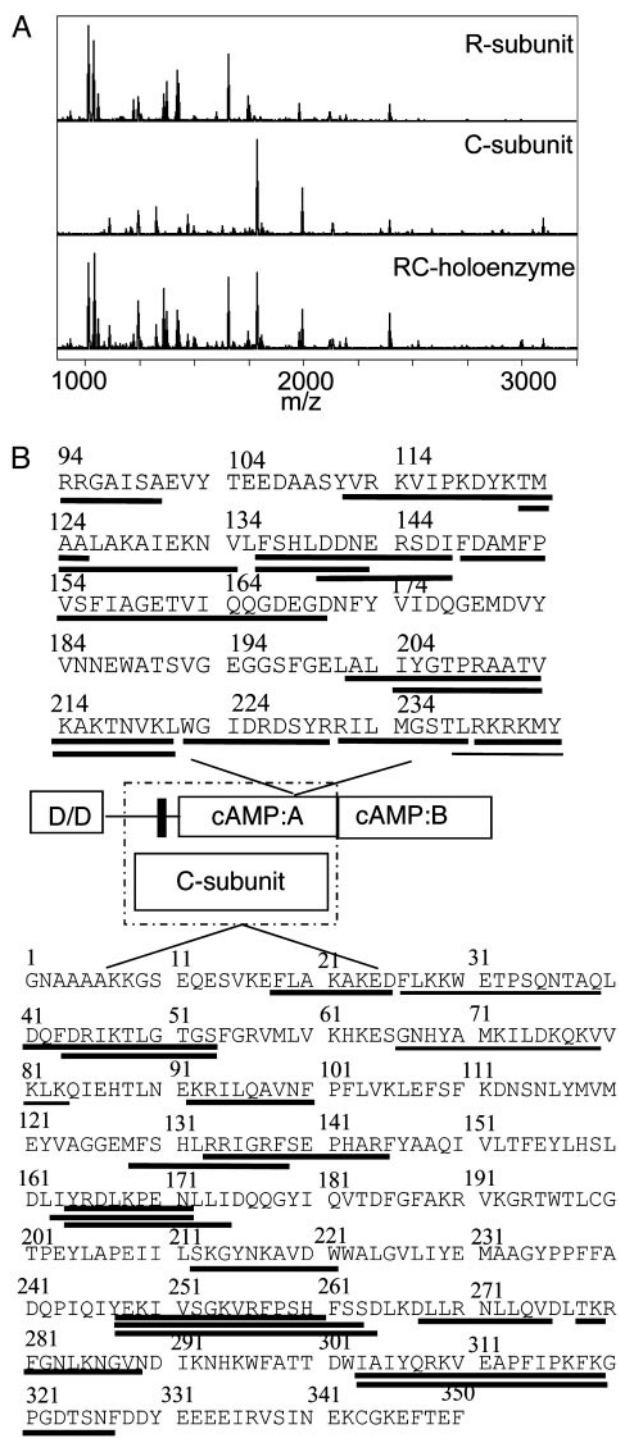 A
R-subunit
C-subunit
RC-holoenzyme
1000 2000 3000
m/z
B
94 104 114
RRGAISAEVY TEEDAASYVR KVIPKDYKTM
124 134 144
AALAKAIEKN VLFSHLDDNE RSDIFDAMFP
154 164 174
VSFIAGETVI QQGDEGDNFY VIDQGEMDVY
184 194 204
VNNEWATSVG EGGSFGELAL IYGTPRAATV
214 224 234
KAKTNVKLWG IDRDSYRRIL MGSTLRKRKMY
D/D cAMP:A cAMP:B
C-subunit
1 11 21 31
GNAAAAKKGS EQESVKEFLA KAKEDFLKKW ETPSQNTAQL
41 51 61 71
DQFDRIKTLG TGSFGRVMLV KHKESGNHYA MKILDKQKVV
81 91 101 111
KLKQIEHTLN EKRILQAVNF PFLVKLEFSF KDNSNLYMVM
121 131 141 151
EYVAGGEMFS HLRRIGRFSE PHARFYAAQI VLTFEYLHSL
161 171 181 191
DLIYRDLKPEN LLIDQQGYI QVTDFGFAKR VKGRTWTLCG
201 211 221 231
TPEYLAPEII LSKGYNKAVD WWALGVLIYE MAAGYPPFFA
241 251 261 271
DQPIQIYEKI VSGKVRFPSH FSSDLKDLLR NLLQVDLTKR
281 291 301 311
FGNLKNGVND IKNHKWFATT DWIAIYQRKV EAPFIPKFKG
321 331 341 350
PGDTSNFDDY EEEEIRVSIN EKCGKEFTEF